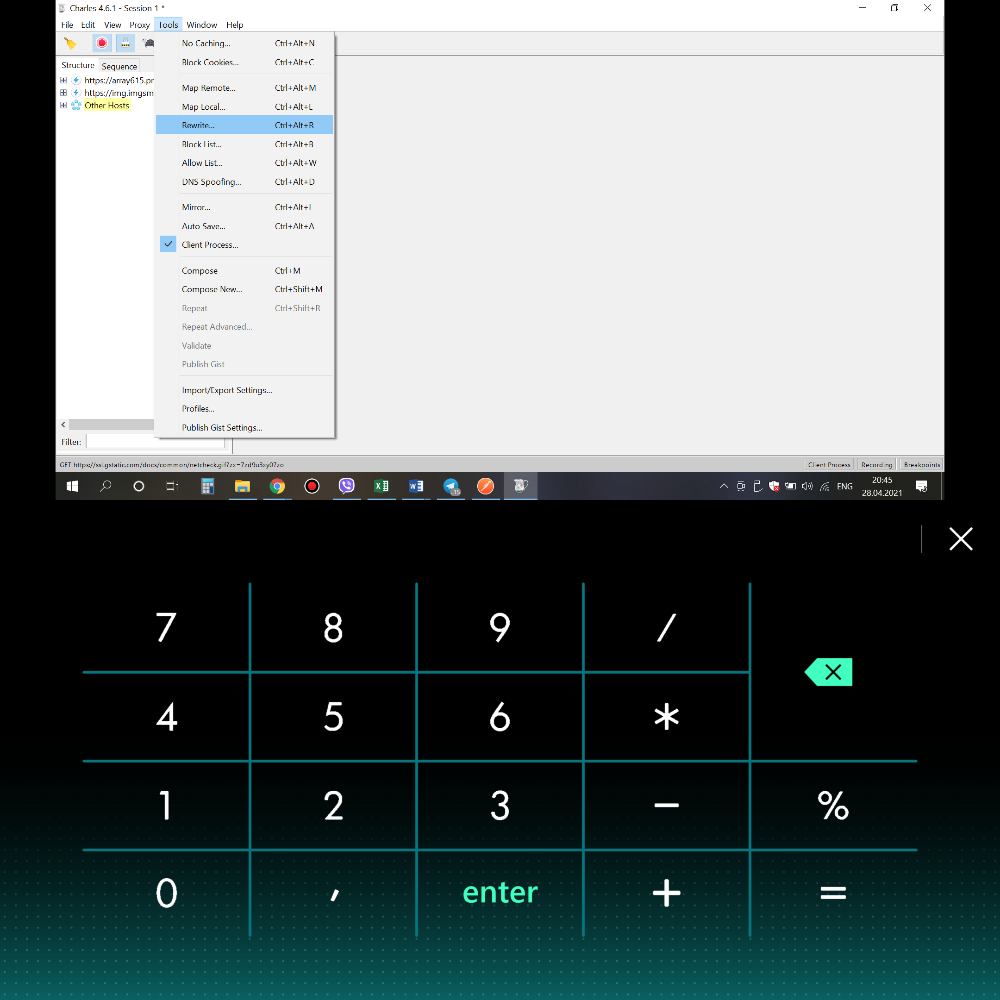 Charles 4.6.1 - Session 1 *
File Edit View Proxy Tools Window Help
No Caching... Ctrl+Alt+N
Block Cookies... Ctrl+Alt+C
Map Remote... Ctrl+Alt+M
Map Local... Ctrl+Alt+L
Rewrite... Ctrl+Alt+R
Block List... Ctrl+Alt+B
Allow List... Ctrl+Alt+W
DNS Spoofing... Ctrl+Alt+D
Mirror... Ctrl+Alt+I
Auto Save... Ctrl+Alt+A
Client Process...
Compose Ctrl+M
Compose New... Ctrl+Shift+M
Repeat Ctrl+Shift+R
Repeat Advanced...
Validate
Publish Gist
Import/Export Settings...
Profiles...
Publish Gist Settings...
Structure Sequence
https://array615.pr
https://img.imgsm
Other Hosts
Filter:
GET https://ssl.gstatic.com/docs/common/netcheck.gif?zx=7zd9u3xy07zo
Client Process Recording Breakpoints
..15
ENG
20:45
28.04.2021
7 8 9 /
4 5 6 *
1 2 3 − %
0 , enter + =